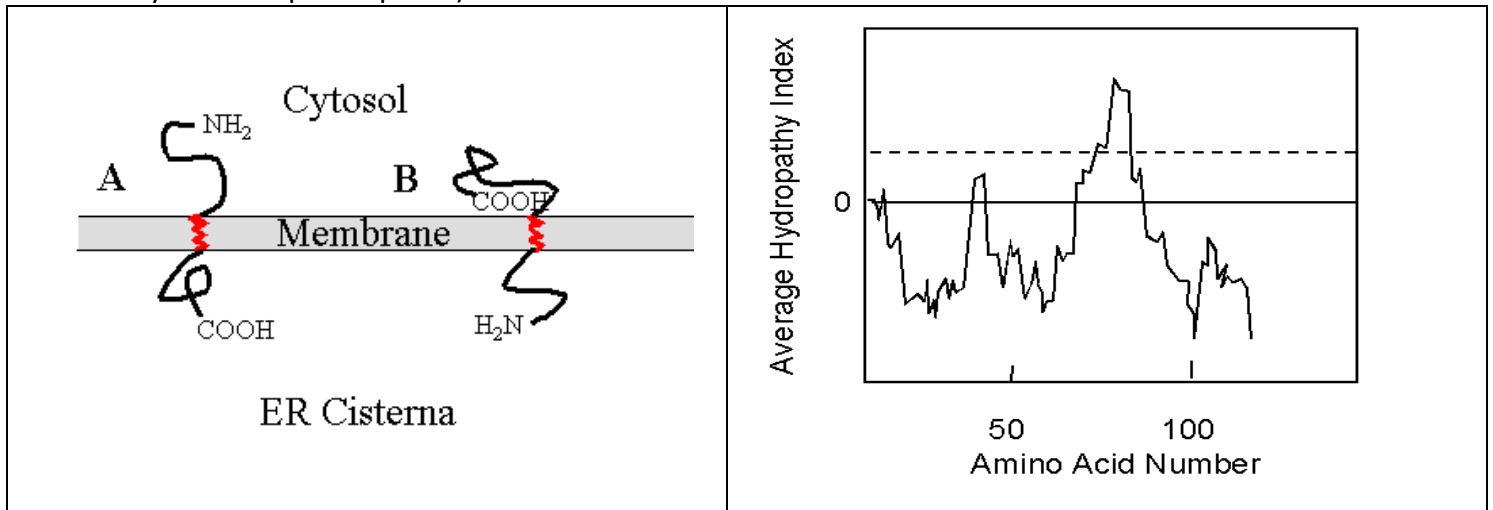 Cytosol
NH2
A
B
COOH
Membrane
COOH
H2N
ER Cisterna
Average Hydropathy Index
0
50 100
Amino Acid Number